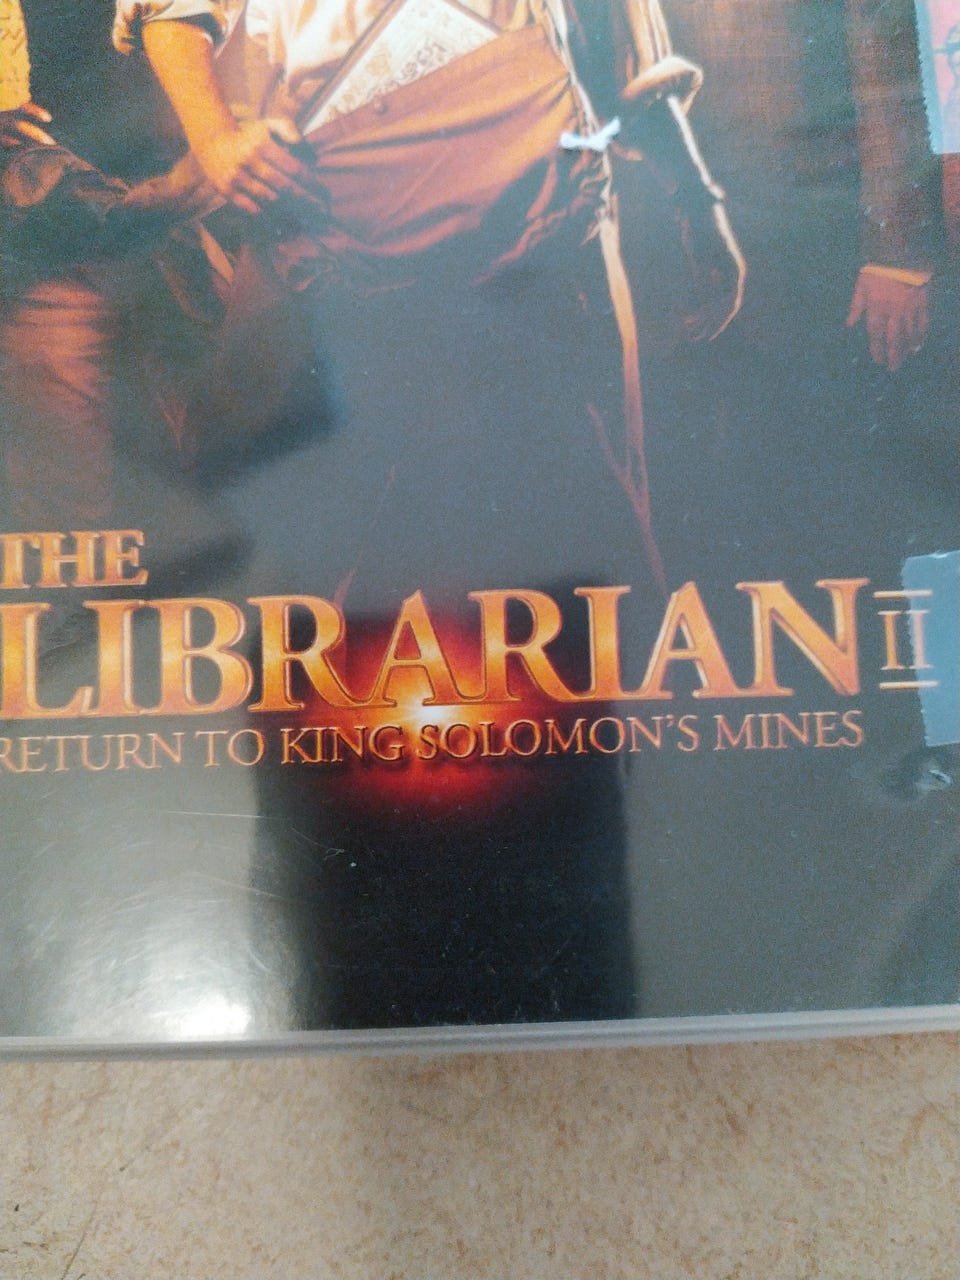 THE
LIBRARIAN II
RETURN TO KING SOLOMON'S MINES